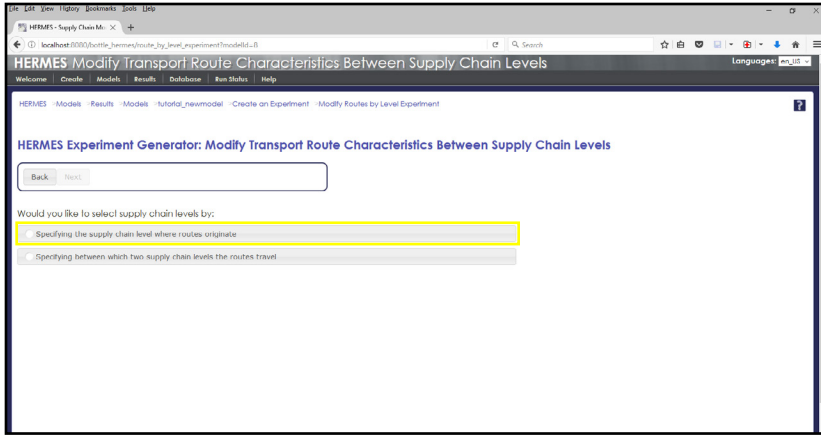 File Edit View History Bookmarks Tools Help
HERMES - Supply Chain Mo
localhost:8080/bottle_hermes/route_by_level_experiment?modelId=8
Search
HERMES Modify Transport Route Characteristics Between Supply Chain Levels
Languages: en_US
Welcome Create Models Results Database Run Status Help
HERMES >Models >Results >Models >tutorial_newmodel >Create an Experiment >Modify Routes by Level Experiment
?
HERMES Experiment Generator: Modify Transport Route Characteristics Between Supply Chain Levels
Back Next
Would you like to select supply chain levels by:
Specifying the supply chain level where routes originate
Specifying between which two supply chain levels the routes travel